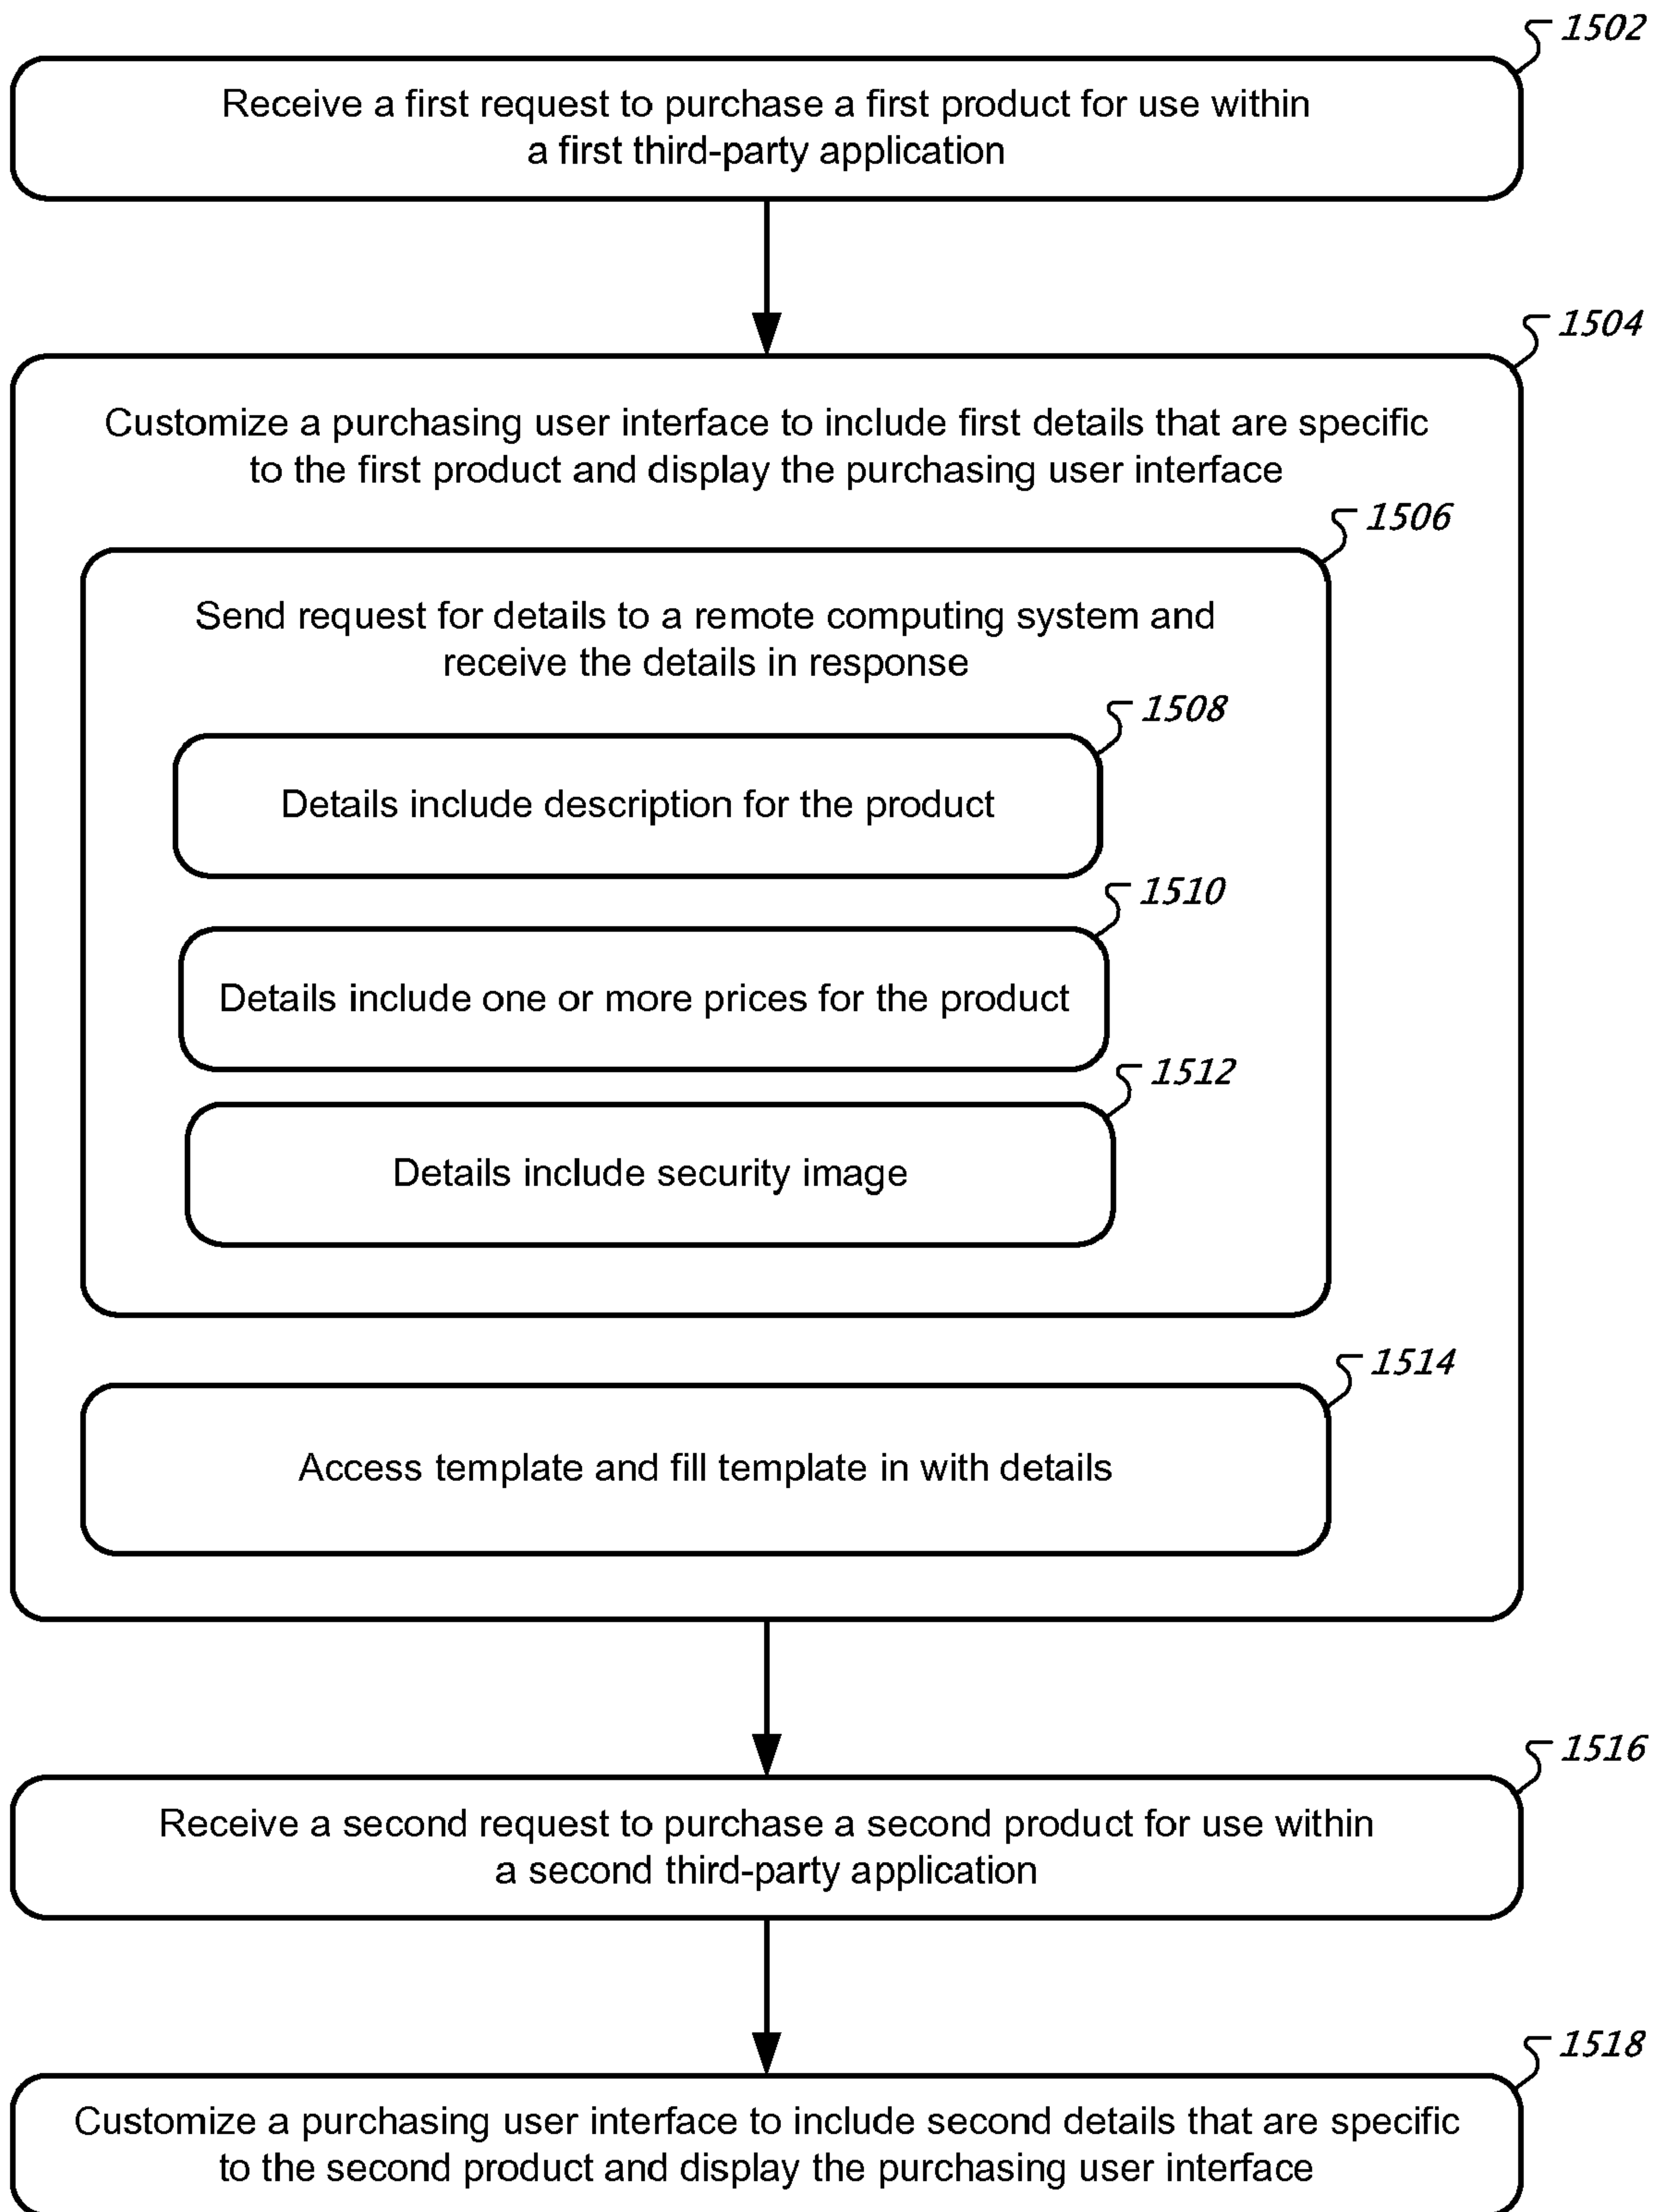 1502
Receive a first request to purchase a first product for use within
a first third-party application
1504
Customize a purchasing user interface to include first details that are specific
to the first product and display the purchasing user interface
1506
Send request for details to a remote computing system and
receive the details in response
1508
Details include description for the product
1510
Details include one or more prices for the product
1512
Details include security image
1514
Access template and fill template in with details
1516
Receive a second request to purchase a second product for use within
a second third-party application
1518
Customize a purchasing user interface to include second details that are specific
to the second product and display the purchasing user interface